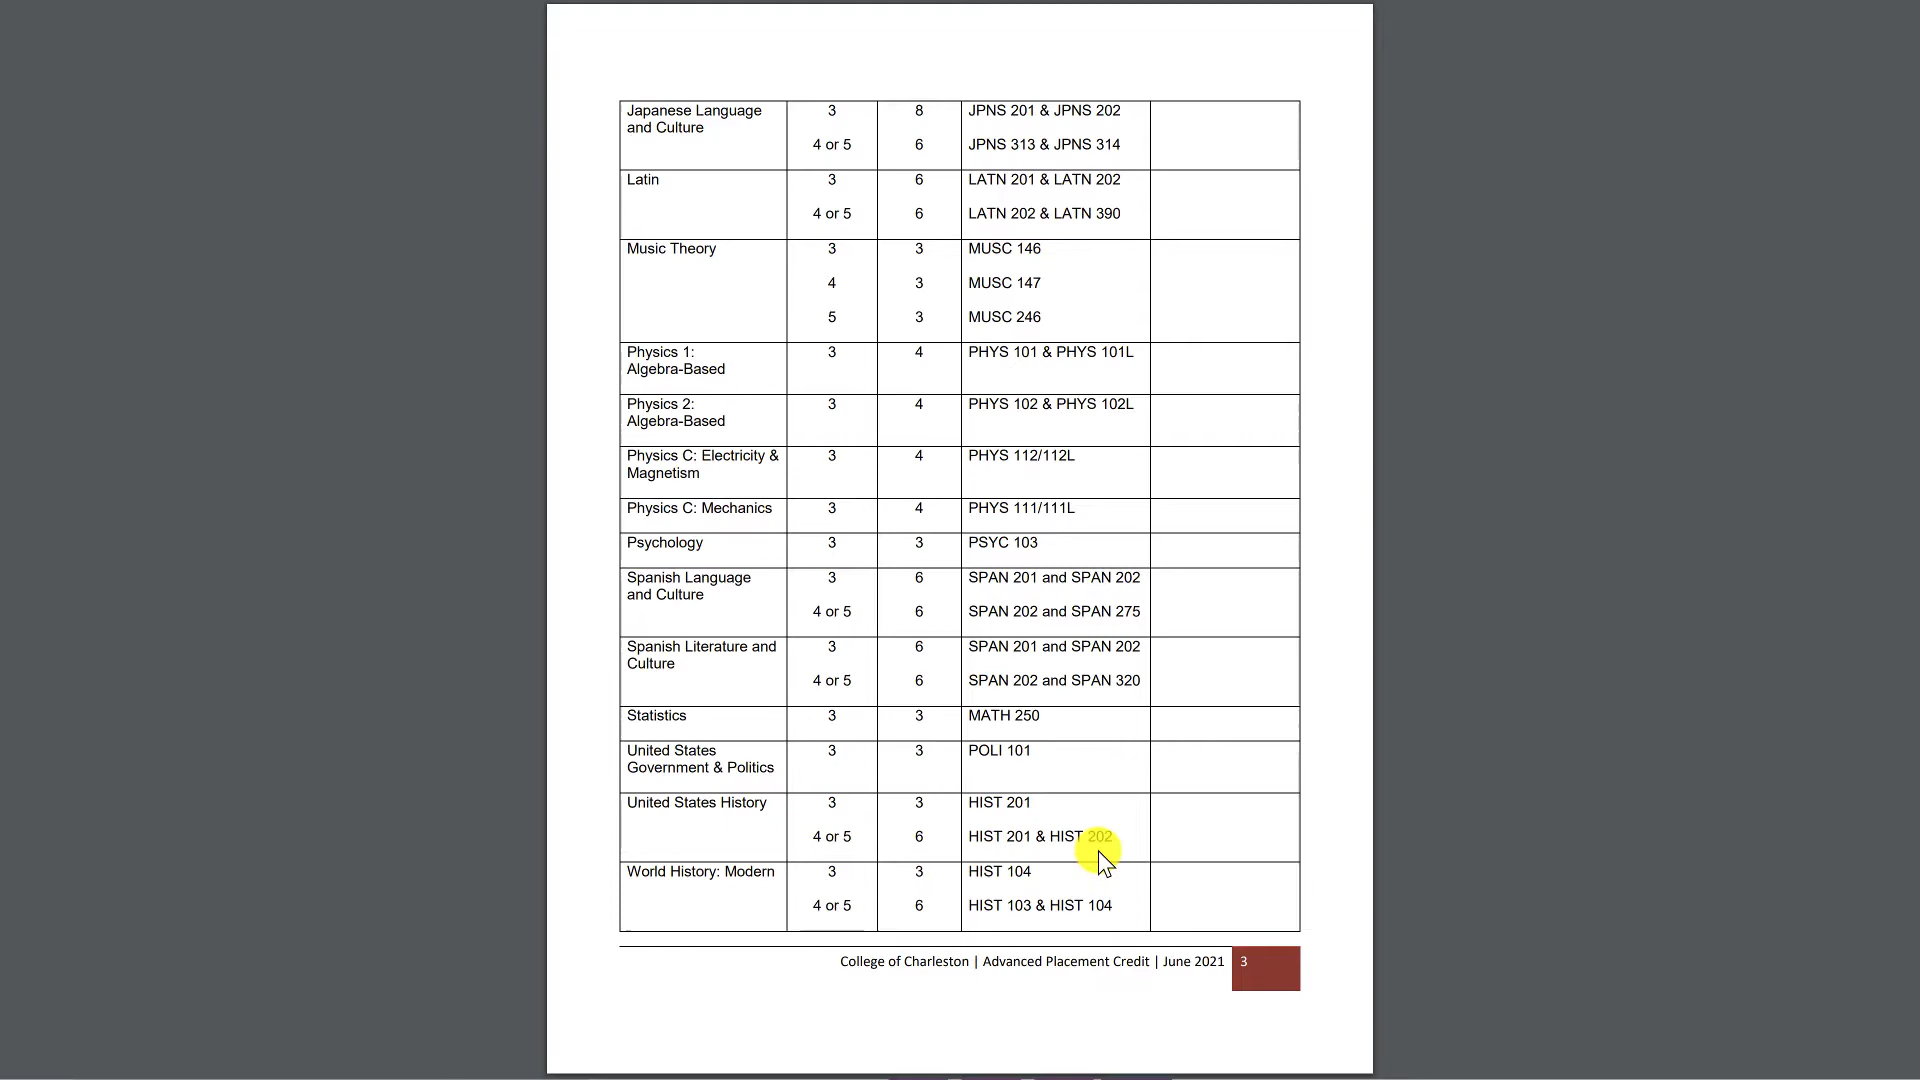 Japanese Language 3 8 JPNS 201 & JPNS 202
and Culture
4 or 5 6 JPNS 313 & JPNS 314
Latin 3 6 LATN 201 & LATN 202
4 or 5 6 LATN 202 & LATN 390
Music Theory 3 3 MUSC 146
4 3 MUSC 147
5 3 MUSC 246
Physics 1: 3 4 PHYS 101 & PHYS 101L
Algebra-Based
Physics 2: 3 4 PHYS 102 & PHYS 102L
Algebra-Based
Physics C: Electricity & 3 4 PHYS 112/112L
Magnetism
Physics C: Mechanics 3 4 PHYS 111/111L
Psychology 3 3 PSYC 103
Spanish Language 3 6 SPAN 201 and SPAN 202
and Culture
4 or 5 6 SPAN 202 and SPAN 275
Spanish Literature and 3 6 SPAN 201 and SPAN 202
Culture
4 or 5 6 SPAN 202 and SPAN 320
Statistics 3 3 MATH 250
United States 3 3 POLI 101
Government & Politics
United States History 3 3 HIST 201
4 or 5 6 HIST 201 & HIST 202
World History: Modern 3 3 HIST 104
4 or 5 6 HIST 103 & HIST 104
College of Charleston | Advanced Placement Credit | June 2021 3